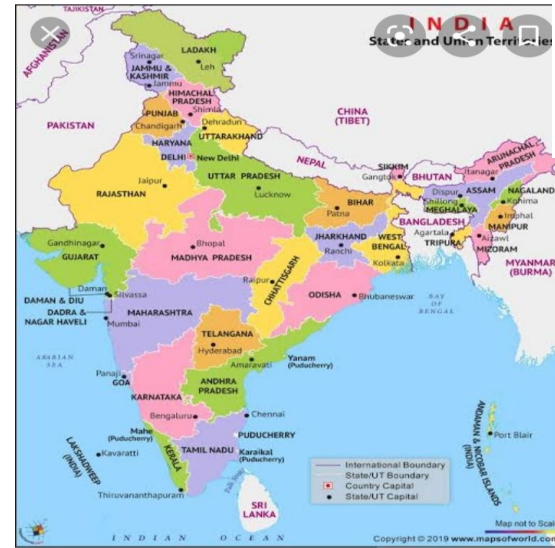 TAJIKISTAN
INDIA
States and Union Territories
AFGHANISTAN
LADAKH
Srinagar
Leh
JAMMU &
KASHMIR
Jammu
HIMACHAL
PRADESH
Shimla
CHINA
(TIBET)
PAKISTAN
PUNJAB
Chandigarh
Dehradun
UTTARAKHAND
HARYANA
DELHI
New Delhi
NEPAL
SIKKIM
Gangtok
BHUTAN
ARUNACHAL
PRADESH
Itanagar
RAJASTHAN
Jaipur
UTTAR PRADESH
Lucknow
BIHAR
Patna
Dispur
ASSAM
NAGALAND
Kohima
Shillong
MEGHALAYA
Imphal
MANIPUR
BANGLADESH
Agartala
TRIPURA
Aizawl
MIZORAM
MYANMAR
(BURMA)
Gandhinagar
GUJARAT
Bhopal
MADHYA PRADESH
JHARKHAND
Ranchi
WEST
BENGAL
Kolkata
Raipur
CHHATTISGARH
ODISHA
Bhubaneswar
BAY
OF
BENGAL
Daman
Silvassa
DAMAN & DIU
DADRA &
NAGAR HAVELI
MAHARASHTRA
Mumbai
TELANGANA
Hyderabad
Amaravati
Yanam
(Puducherry)
ARABIAN
SEA
Panaji
GOA
ANDHRA
PRADESH
KARNATAKA
Bengaluru
Chennai
Mahe
(Puducherry)
PUDUCHERRY
Karaikal
(Puducherry)
KERALA
TAMIL NADU
LAKSHADWEEP
(INDIA)
Kavaratti
Thiruvananthapuram
SRI
LANKA
ANDAMAN & NICOBAR ISLANDS
(INDIA)
Port Blair
International Boundary
State/UT Boundary
Country Capital
State/UT Capital
INDIAN OCEAN
Map not to Scal
Copyright © 2019 www.mapsofworld.com